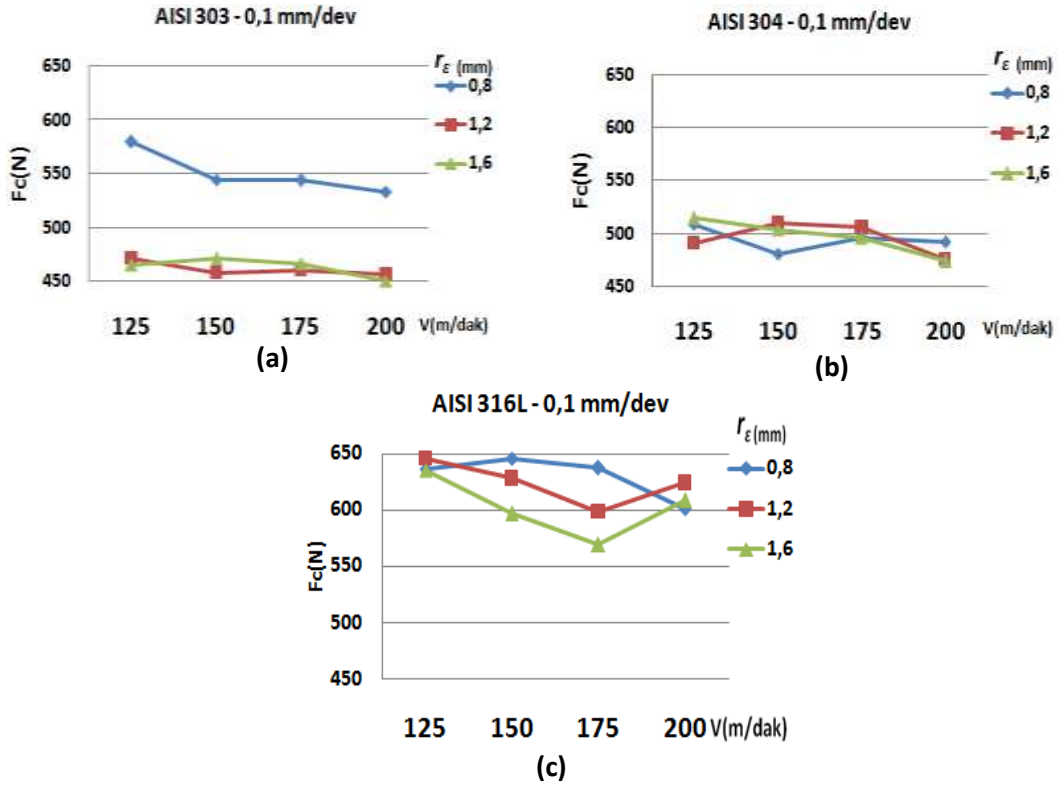 AISI 303 - 0,1 mm/dev
rε (mm)
0,8
1,2
1,6
650
600
550
500
450
Fc(N)
125 150 175 200 V(m/dak)
(a)
AISI 304 - 0,1 mm/dev
rε (mm)
0,8
1,2
1,6
650
600
550
500
450
Fc(N)
125 150 175 200 V(m/dak)
(b)
AISI 316L - 0,1 mm/dev
rε (mm)
0,8
1,2
1,6
650
600
550
500
450
Fc(N)
125 150 175 200 V(m/dak)
(c)